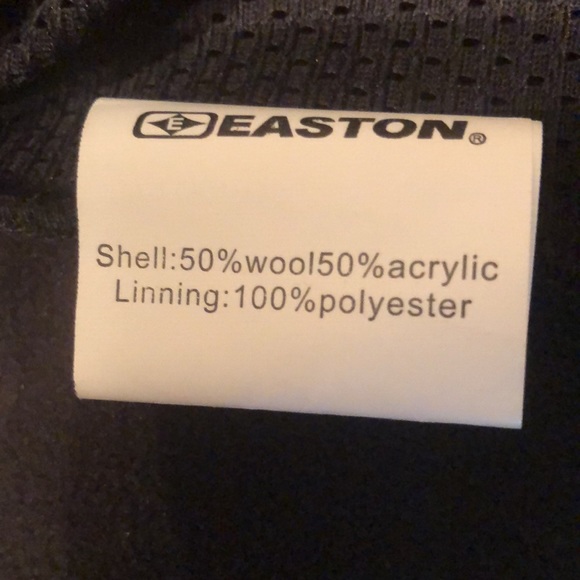 EASTON®
Shell:50%wool50%acrylic
Linning:100%polyester